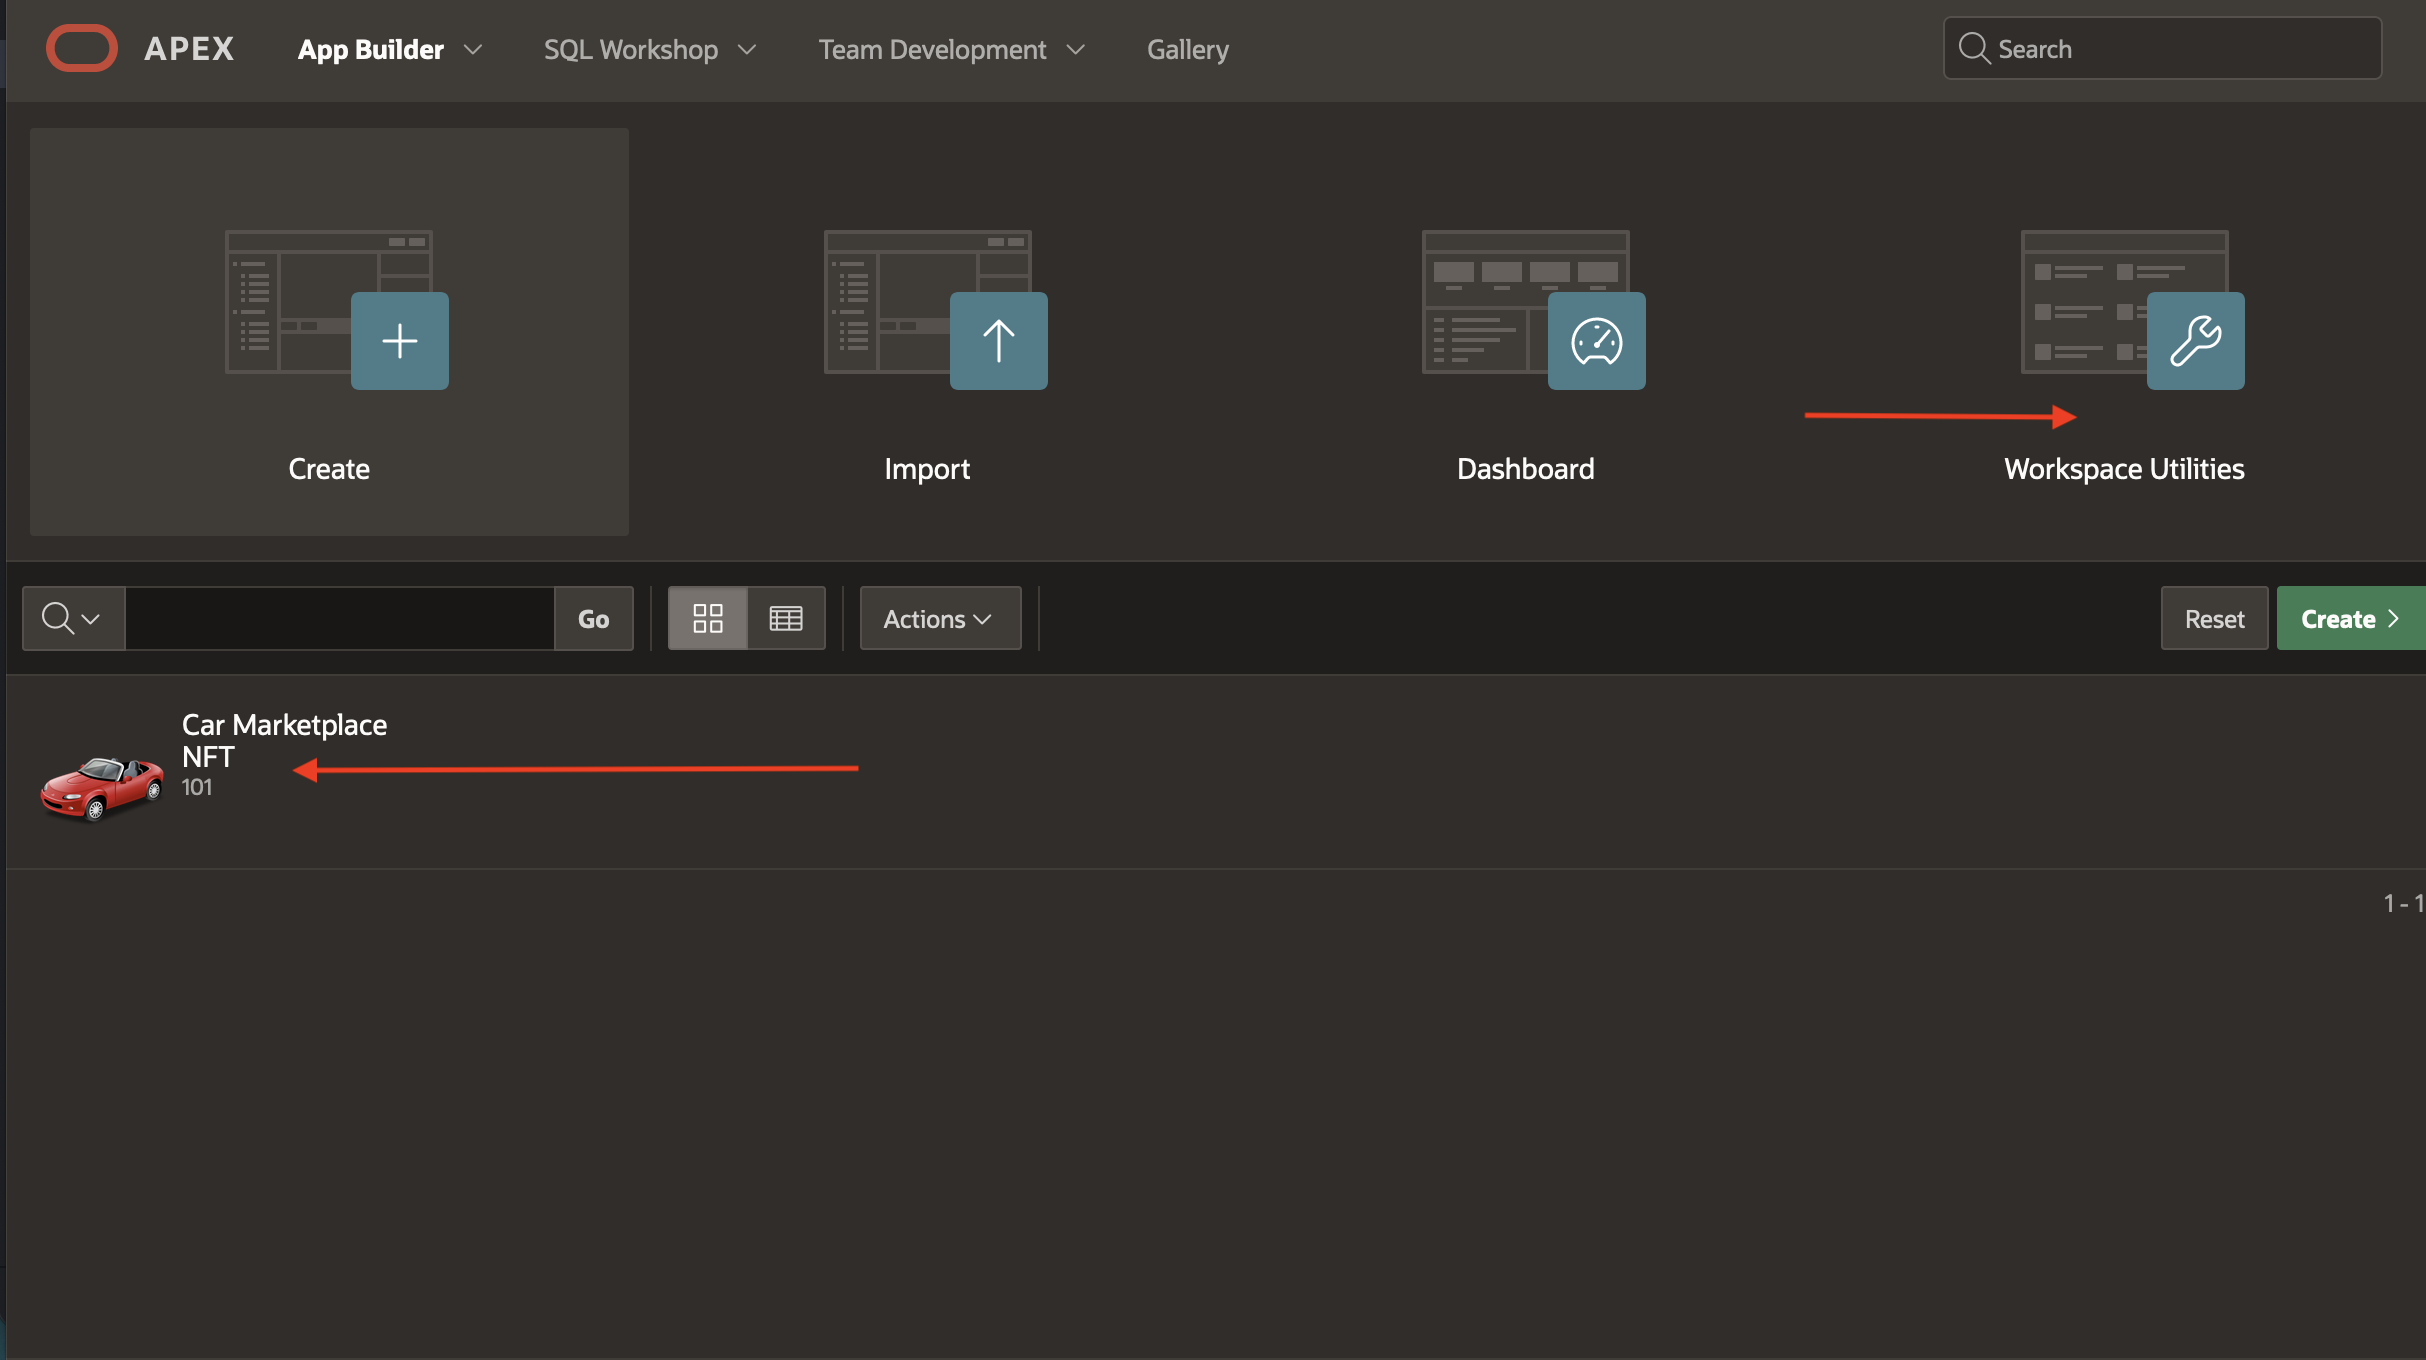 APEX
App Builder
SQL Workshop
Team Development
Gallery
Search
Create
Import
Dashboard
Workspace Utilities
Go
Actions
Reset
Create
Car Marketplace
NFT
101
1 - 1